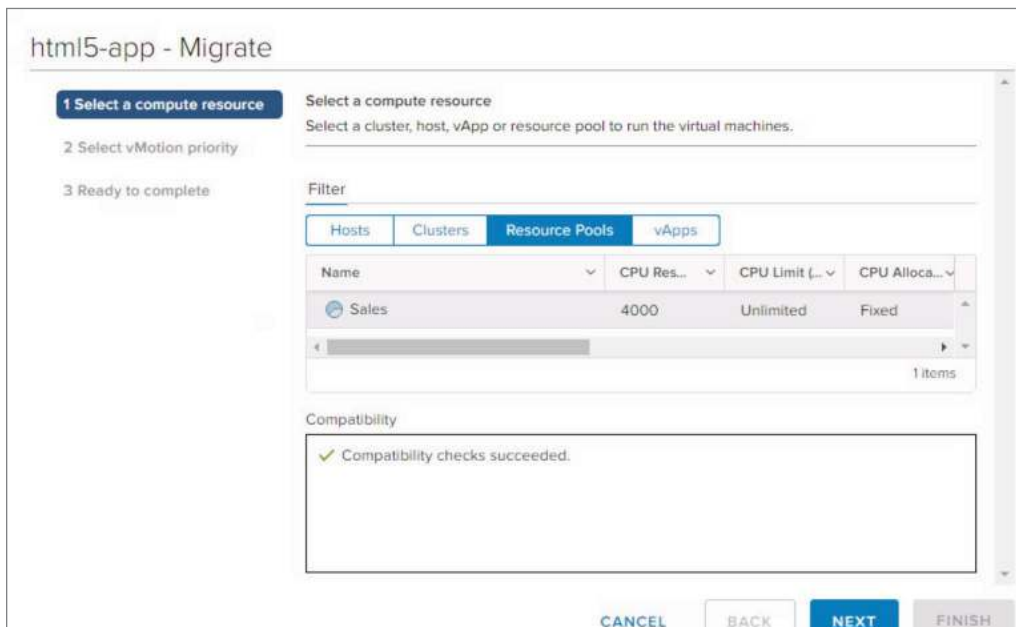 html5-app - Migrate
1 Select a compute resource
2 Select vMotion priority
3 Ready to complete
Select a compute resource
Select a cluster, host, vApp or resource pool to run the virtual machines.
Filter
Hosts Clusters Resource Pools vApps
Name CPU Res... CPU Limit (... CPU Alloca...
Sales 4000 Unlimited Fixed
1 items
Compatibility
Compatibility checks succeeded.
CANCEL BACK NEXT FINISH